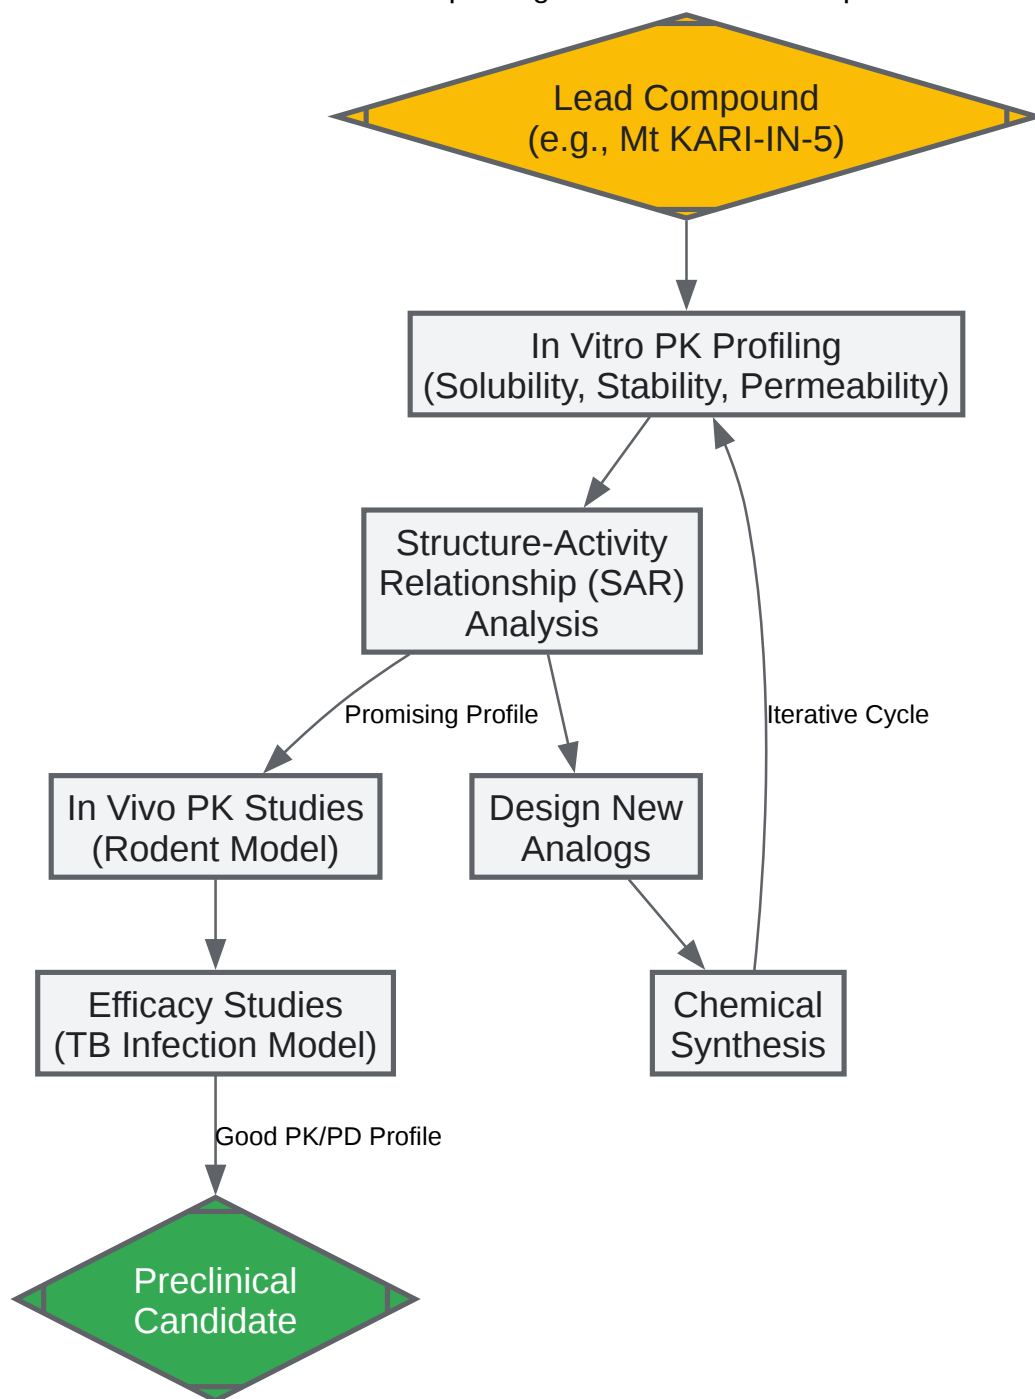 Lead Compound
(e.g., Mt KARI-IN-5)
In Vitro PK Profiling
(Solubility, Stability, Permeability)
Structure-Activity
Relationship (SAR)
Analysis
Promising Profile
Iterative Cycle
In Vivo PK Studies
(Rodent Model)
Design New
Analogs
Efficacy Studies
(TB Infection Model)
Chemical
Synthesis
Good PK/PD Profile
Preclinical
Candidate